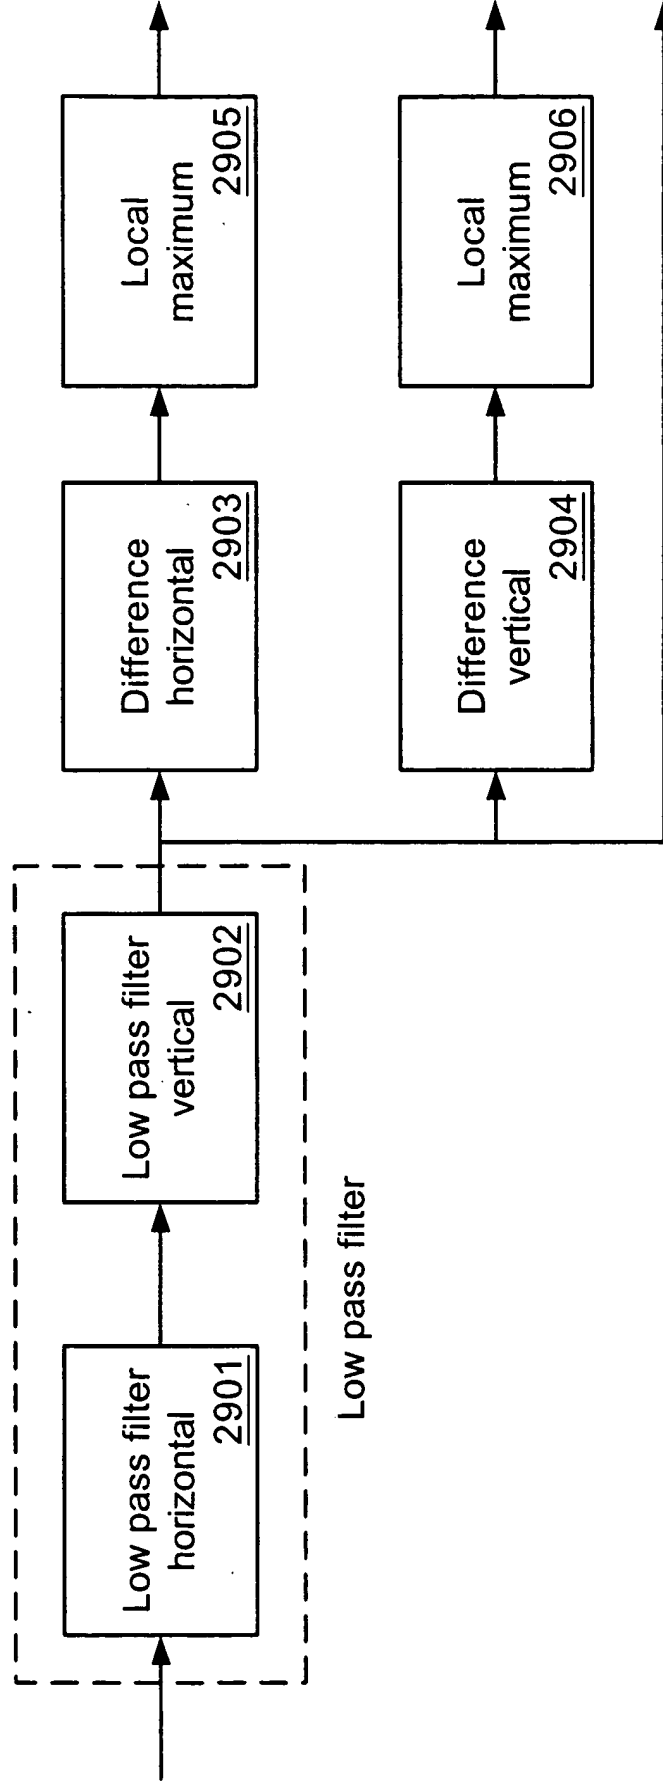 Low pass filter
horizontal
2901
Low pass filter
vertical
2902
Low pass filter
Difference
horizontal
2903
Local
maximum
2905
Difference
vertical
2904
Local
maximum
2906